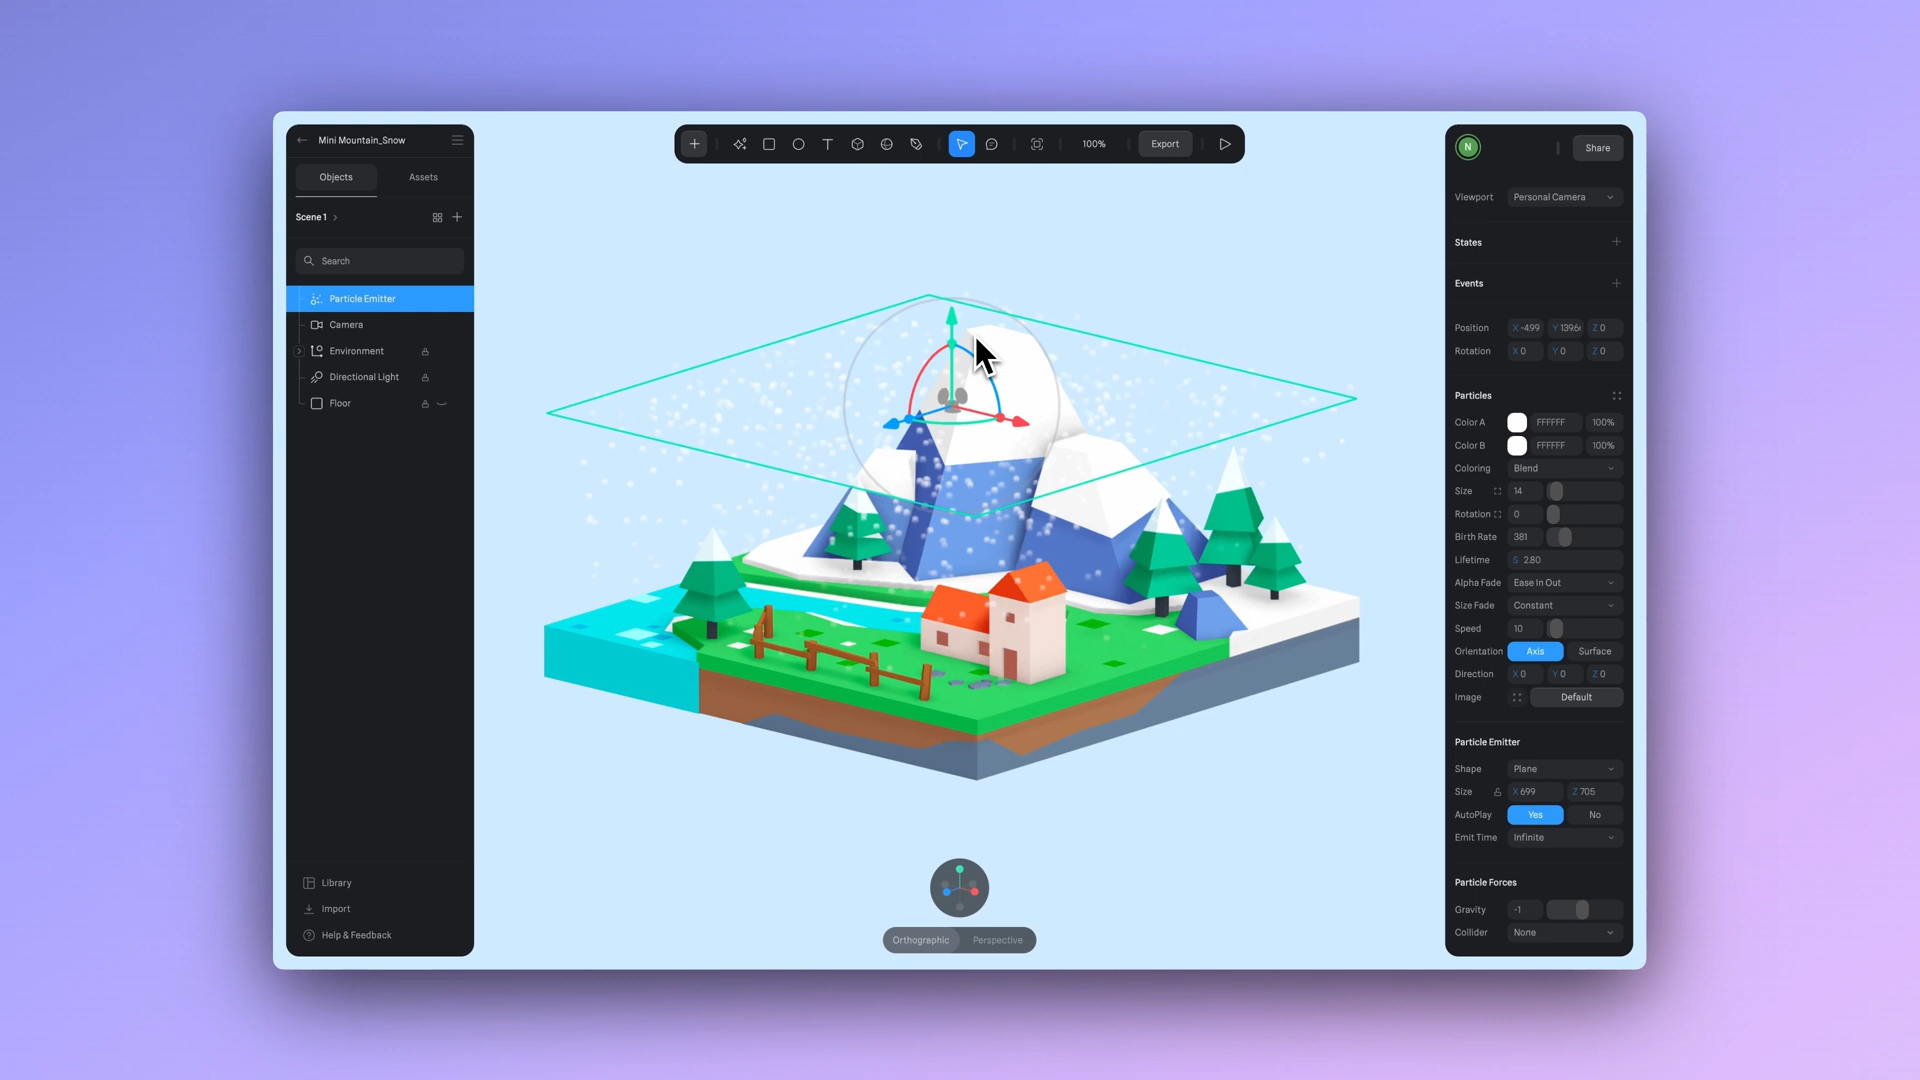 Mini Mountain_Snow
Objects Assets
Scene 1
Search
Particle Emitter
Camera
Environment
Directional Light
Floor
Library
Import
Help & Feedback
T 100% Export
Orthographic Perspective
N Share
Viewport Personal Camera
States
Events
Position X -4.99 Y 139.6 Z 0
Rotation X 0 Y 0 Z 0
Particles
Color A FFFFFF 100%
Color B FFFFFF 100%
Coloring Blend
Size 14
Rotation 0
Birth Rate 381
Lifetime S 2.80
Alpha Fade Ease In Out
Size Fade Constant
Speed 10
Orientation Axis Surface
Direction X 0 Y 0 Z 0
Image Default
Particle Emitter
Shape Plane
Size X 699 Z 705
AutoPlay Yes No
Emit Time Infinite
Particle Forces
Gravity -1
Collider None